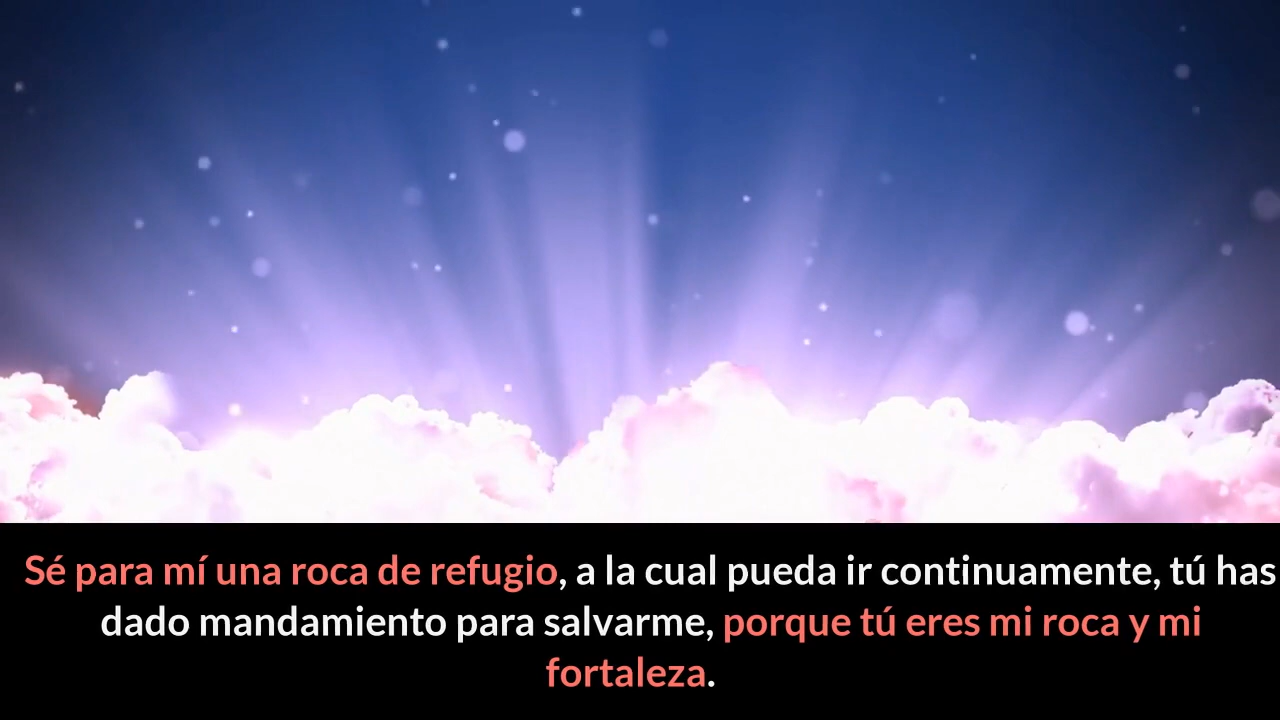 Sé para mí una roca de refugio, a la cual pueda ir continuamente, tú has
dado mandamiento para salvarme, porque tú eres mi roca y mi
fortaleza.